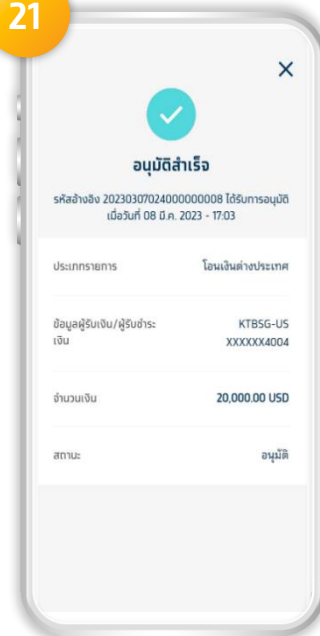 21
อนุมัติสำเร็จ
รหัสอ้างอิง 20230307024000000008 ได้รับการอนุมัติ
เมื่อวันที่ 08 มี.ค. 2023 - 17:03
ประเภทรายการ โอนเงินต่างประเทศ
ข้อมูลผู้รับเงิน/ผู้รับชำระ KTBSG-US
เงิน XXXXXX4004
จำนวนเงิน 20,000.00 USD
สถานะ อนุมัติ